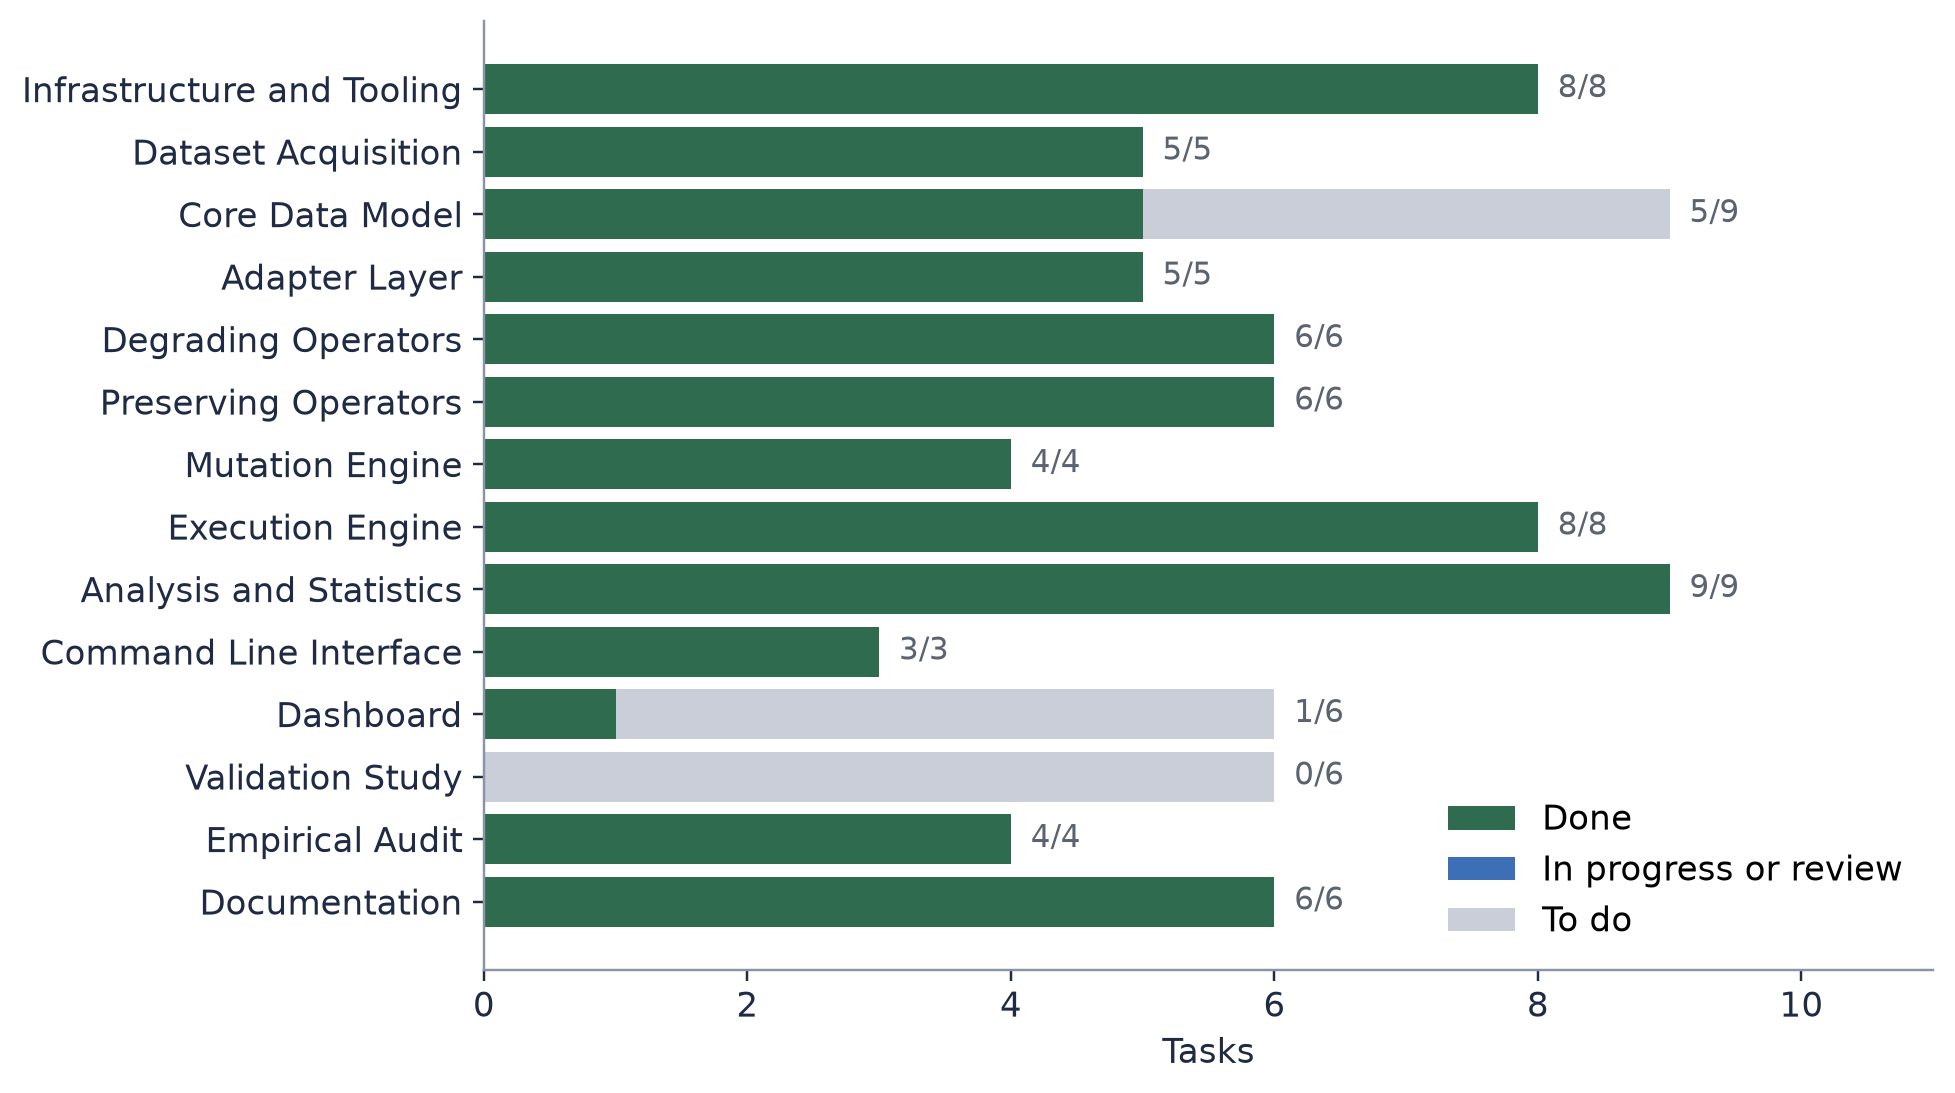 Infrastructure and Tooling 8/8
Dataset Acquisition 5/5
Core Data Model 5/9
Adapter Layer 5/5
Degrading Operators 6/6
Preserving Operators 6/6
Mutation Engine 4/4
Execution Engine 8/8
Analysis and Statistics 9/9
Command Line Interface 3/3
Dashboard 1/6
Validation Study 0/6
Empirical Audit 4/4
Documentation 6/6
Done
In progress or review
To do
0 2 4 6 8 10
Tasks